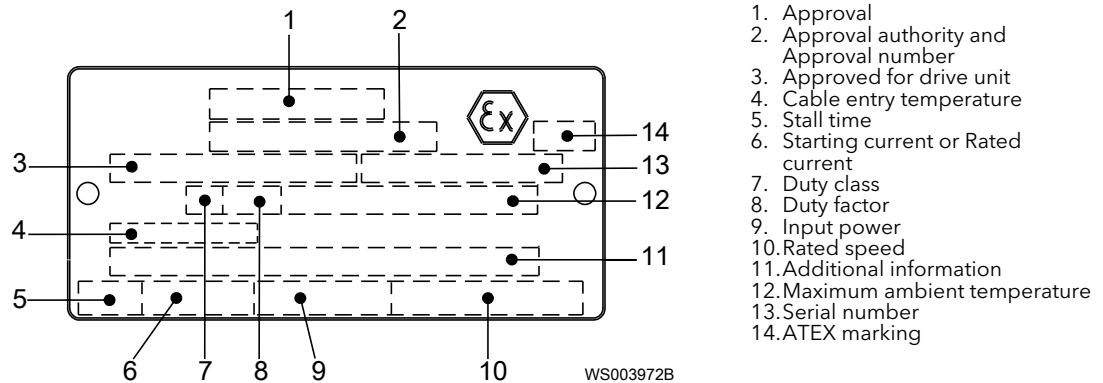 1
2
εx
14
3
13
12
7
8
4
11
5
6
7
8
9
10
WS003972B
1. Approval
2. Approval authority and
Approval number
3. Approved for drive unit
4. Cable entry temperature
5. Stall time
6. Starting current or Rated
current
7. Duty class
8. Duty factor
9. Input power
10.Rated speed
11.Additional information
12.Maximum ambient temperature
13.Serial number
14.ATEX marking